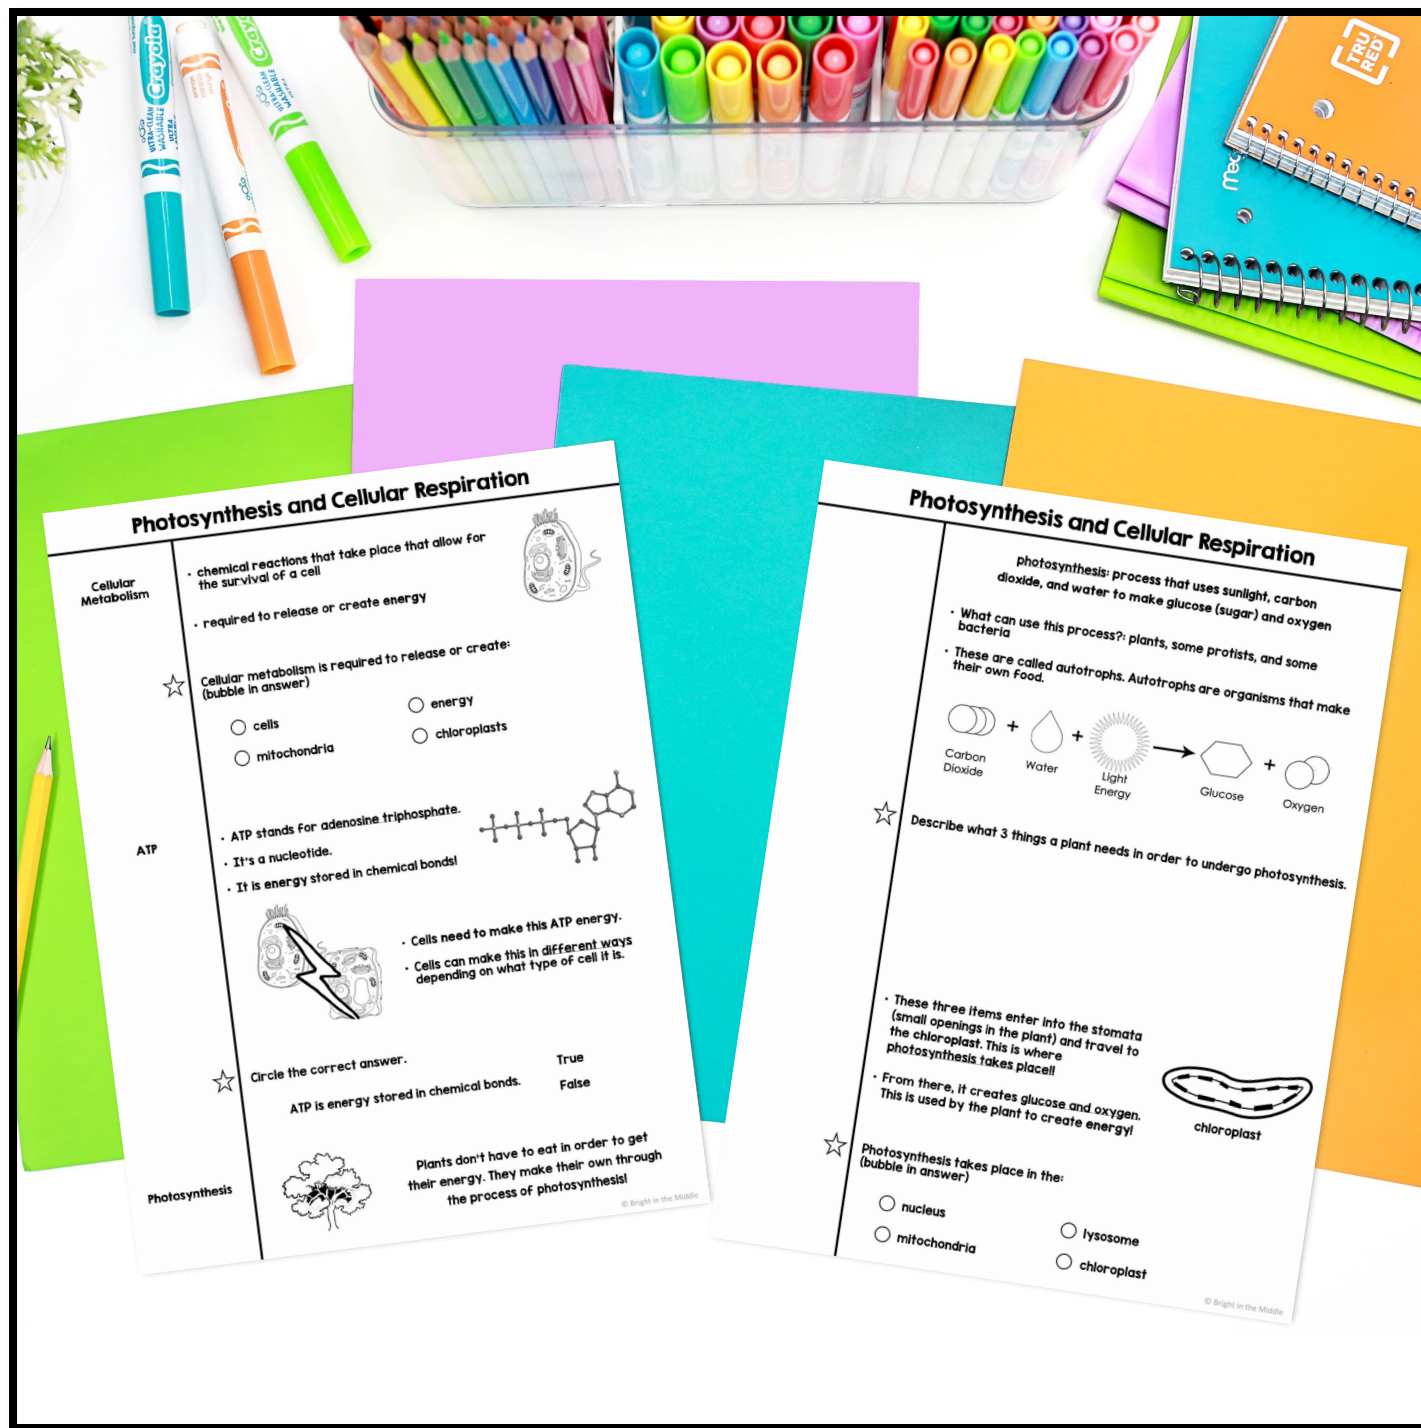 Crayola
ULTRA-CLEAN
WASHABLE
ULTRA
orange
naranja
Crayola
ULTRA-CLEAN
WASHABLE
TRU
RED
Photosynthesis and Cellular Respiration
Cellular
Metabolism
• chemical reactions that take place that allow for
the survival of a cell
• required to release or create energy
Cellular metabolism is required to release or create:
(bubble in answer)
cells
energy
mitochondria
chloroplasts
ATP
• ATP stands for adenosine triphosphate.
• It's a nucleotide.
• It is energy stored in chemical bonds!
• Cells need to make this ATP energy.
• Cells can make this in different ways
depending on what type of cell it is.
Circle the correct answer.
True
ATP is energy stored in chemical bonds.
False
Photosynthesis
Plants don't have to eat in order to get
their energy. They make their own through
the process of photosynthesis!
© Bright in the Middle
Photosynthesis and Cellular Respiration
photosynthesis: process that uses sunlight, carbon
dioxide, and water to make glucose (sugar) and oxygen
• What can use this process?: plants, some protists, and some
bacteria
• These are called autotrophs. Autotrophs are organisms that make
their own food.
+ + → +
Carbon
Dioxide
Water
Light
Energy
Glucose
Oxygen
Describe what 3 things a plant needs in order to undergo photosynthesis.
• These three items enter into the stomata
(small openings in the plant) and travel to
the chloroplast. This is where
photosynthesis takes place!!
• From there, it creates glucose and oxygen.
This is used by the plant to create energy!
chloroplast
Photosynthesis takes place in the:
(bubble in answer)
nucleus
lysosome
mitochondria
chloroplast
© Bright in the Middle